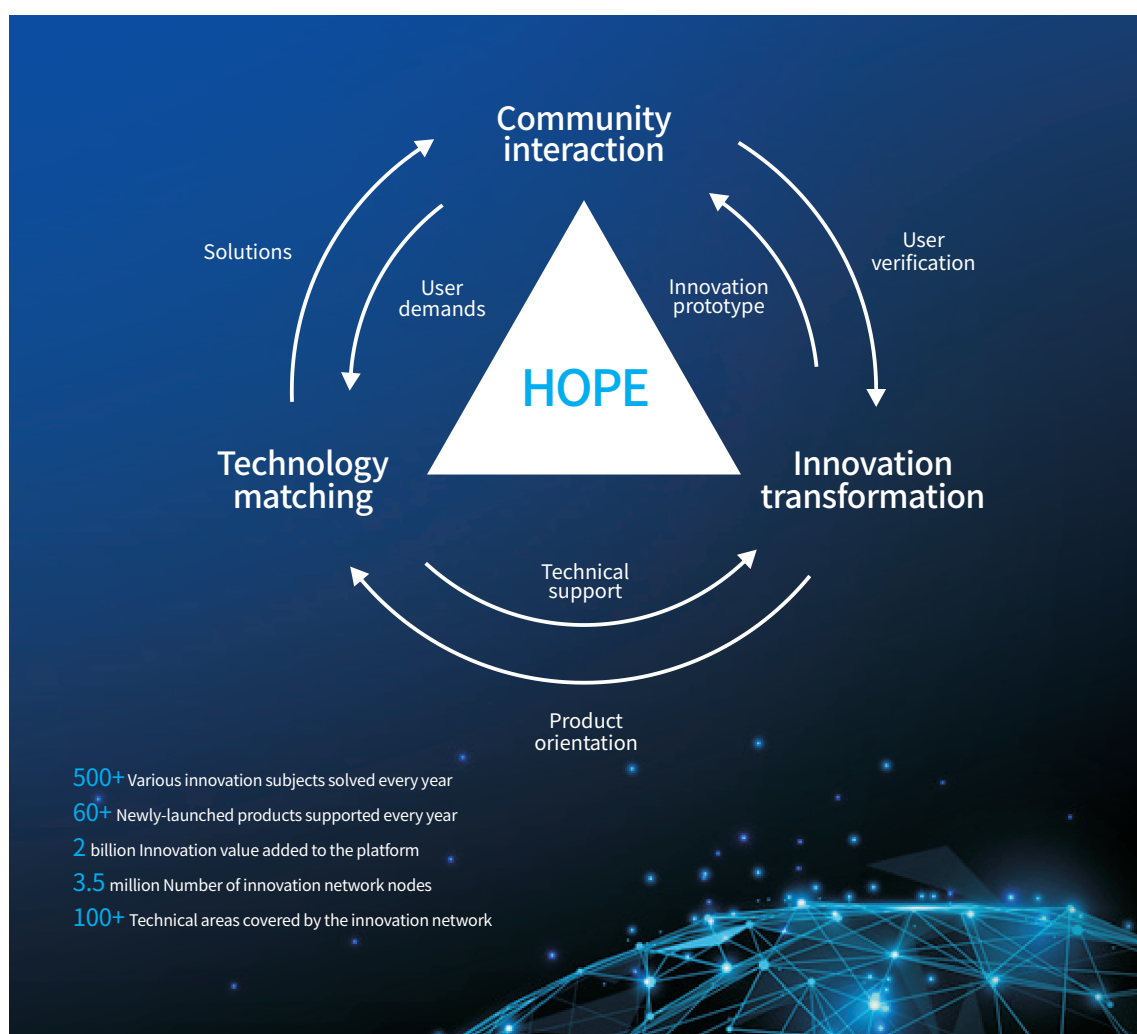 Community
interaction
Solutions
User
demands
Innovation
prototype
User
verification
HOPE
Technology
matching
Innovation
transformation
Technical
support
Product
orientation
500+ Various innovation subjects solved every year
60+ Newly-launched products supported every year
2 billion Innovation value added to the platform
3.5 million Number of innovation network nodes
100+ Technical areas covered by the innovation network